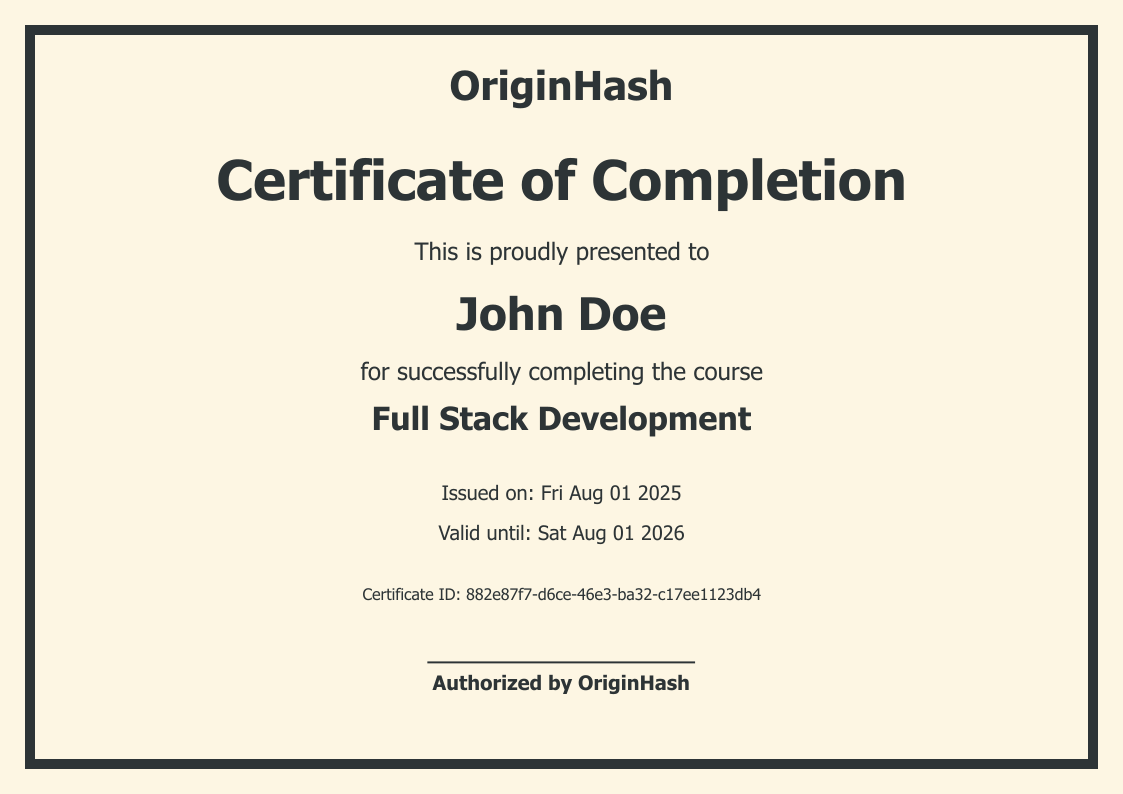 OriginHash
Certificate of Completion
This is proudly presented to
John Doe
for successfully completing the course
Full Stack Development
Issued on: Fri Aug 01 2025
Valid until: Sat Aug 01 2026
Certificate ID: 882e87f7-d6ce-46e3-ba32-c17ee1123db4
Authorized by OriginHash